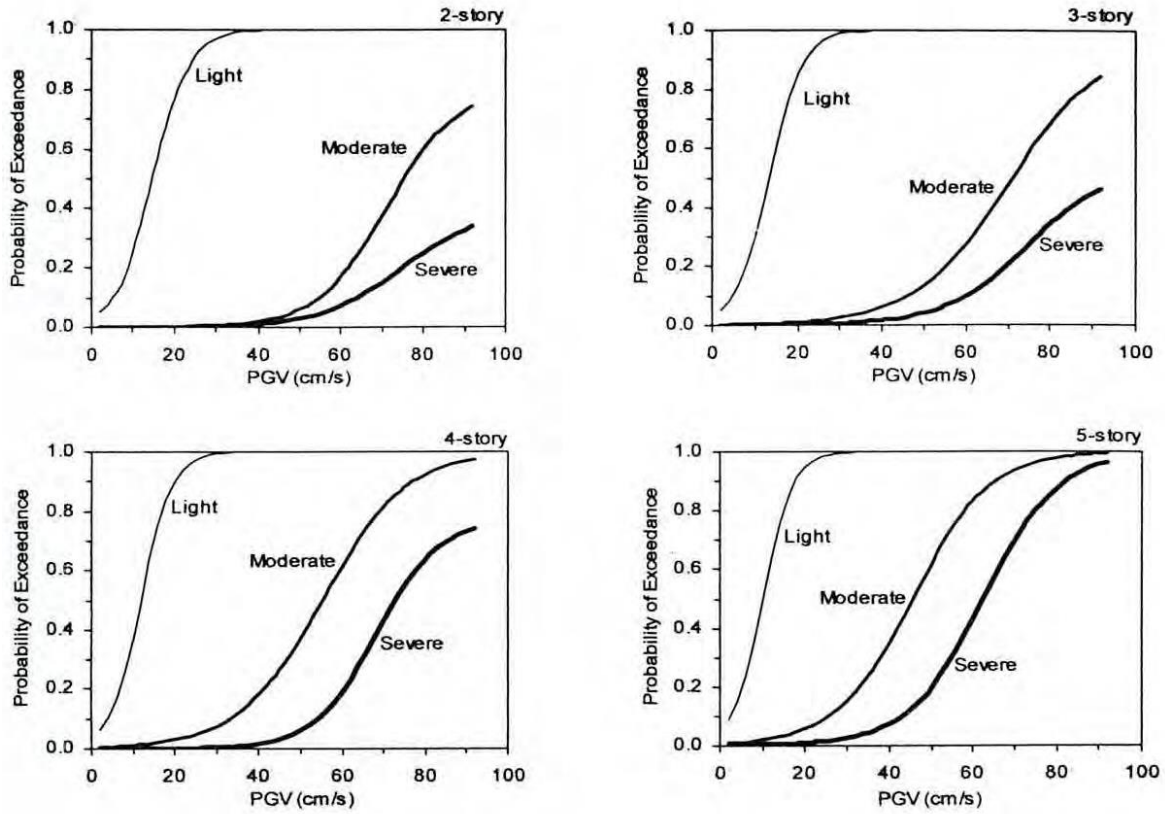 2-story
1.0
0.8
0.6
0.4
0.2
0.0
Probability of Exceedance
Light
Moderate
Severe
0 20 40 60 80 100
PGV (cm/s)
3-story
1.0
0.8
0.6
0.4
0.2
0.0
Probability of Exceedance
Light
Moderate
Severe
0 20 40 60 80 100
PGV (cm/s)
4-story
1.0
0.8
0.6
0.4
0.2
0.0
Probability of Exceedance
Light
Moderate
Severe
0 20 40 60 80 100
PGV (cm/s)
5-story
1.0
0.8
0.6
0.4
0.2
0.0
Probability of Exceedance
Light
Moderate
Severe
0 20 40 60 80 100
PGV (cm/s)